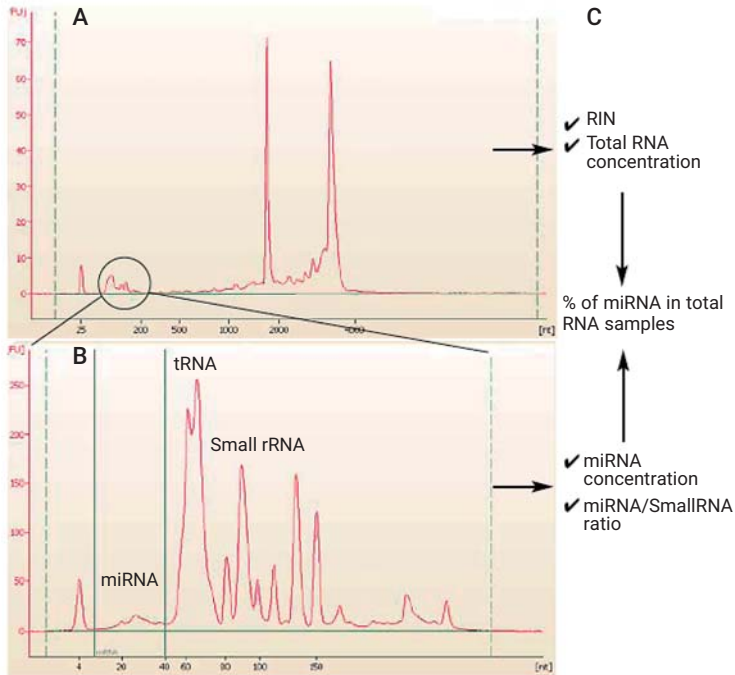 A
C
[FU]
70
60
50
40
30
20
10
0
25 200 500 1000 2000 4000 [nt]
✔ RIN
✔ Total RNA
concentration
% of miRNA in total
RNA samples
B
[FU]
250
200
150
100
50
0
tRNA
Small rRNA
miRNA
miRNA
4 20 40 60 80 100 150 [nt]
✔ miRNA
concentration
✔ miRNA/SmallRNA
ratio